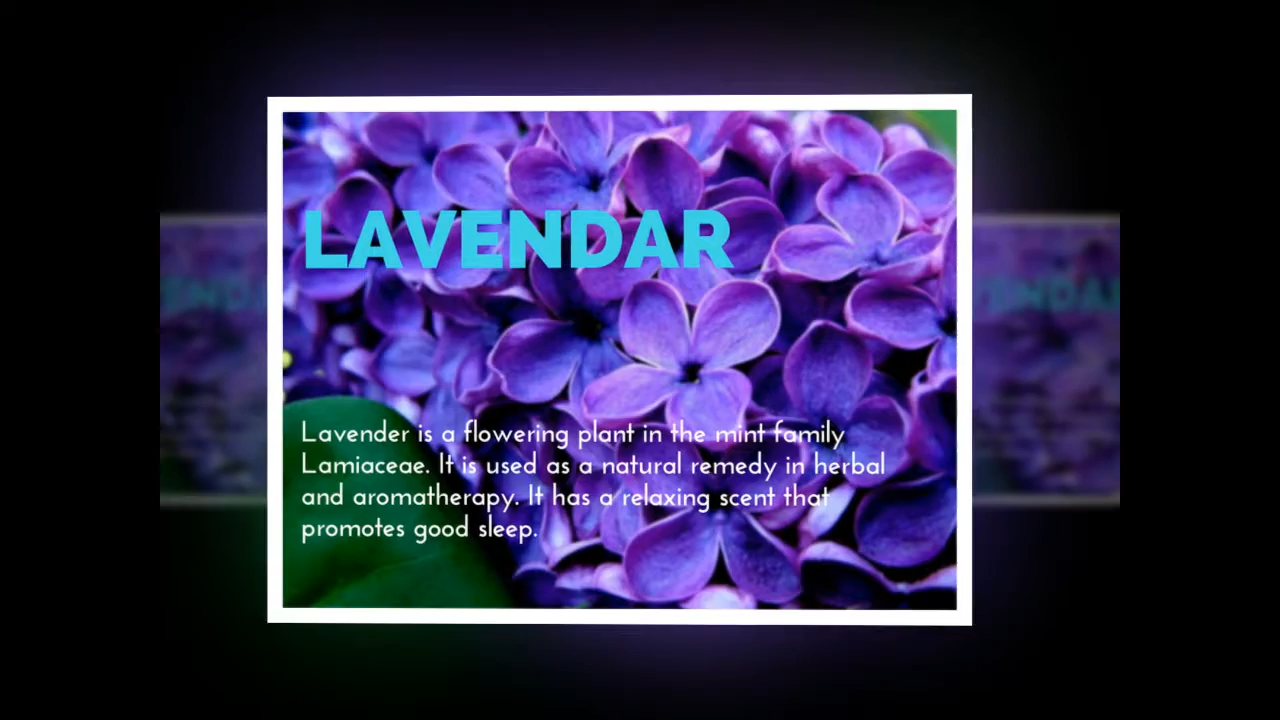 LAVENDAR
Lavender is a flowering plant in the mint family
Lamiaceae. It is used as a natural remedy in herbal
and aromatherapy. It has a relaxing scent that
promotes good sleep.